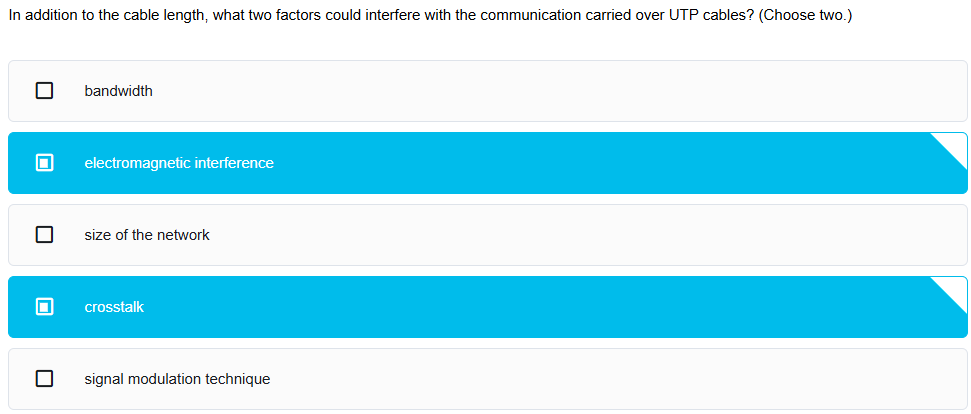 In addition to the cable length, what two factors could interfere with the communication carried over UTP cables? (Choose two.)
bandwidth
electromagnetic interference
size of the network
crosstalk
signal modulation technique